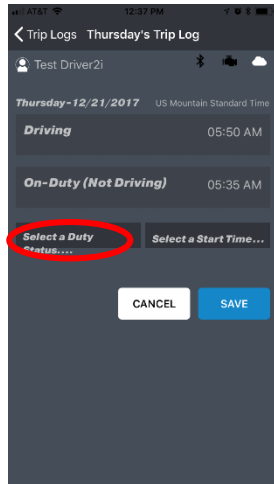 AT&T 12:37 PM
Trip Logs Thursday's Trip Log
Test Driver2i
Thursday-12/21/2017 US Mountain Standard Time
Driving 05:50 AM
On-Duty (Not Driving) 05:35 AM
Select a Duty Select a Start Time...
Status....
CANCEL SAVE